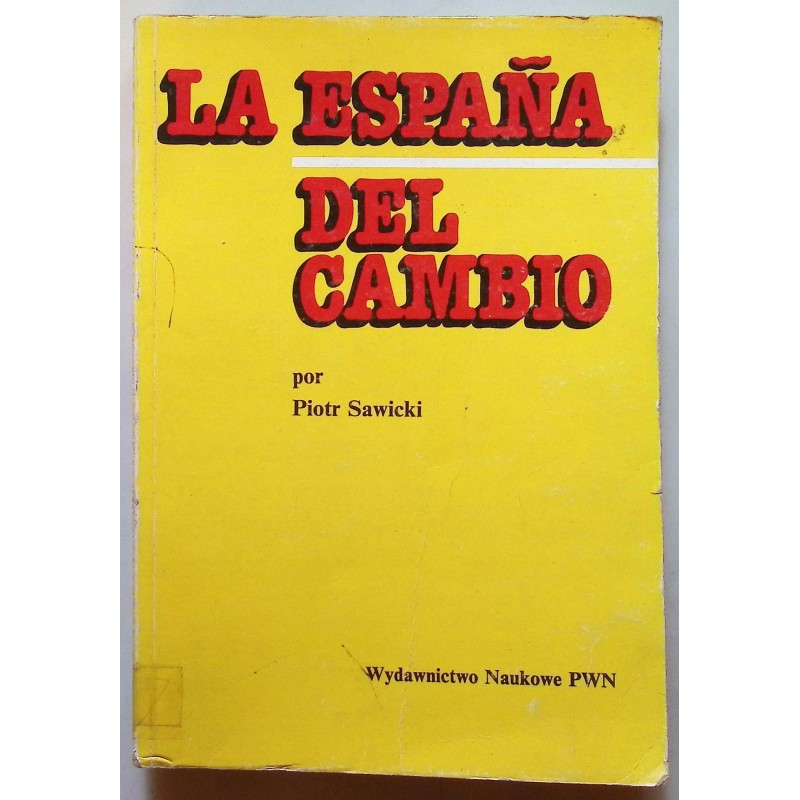 LA ESPAÑA
DEL
CAMBIO
por
Piotr Sawicki
Wydawnictwo Naukowe PWN